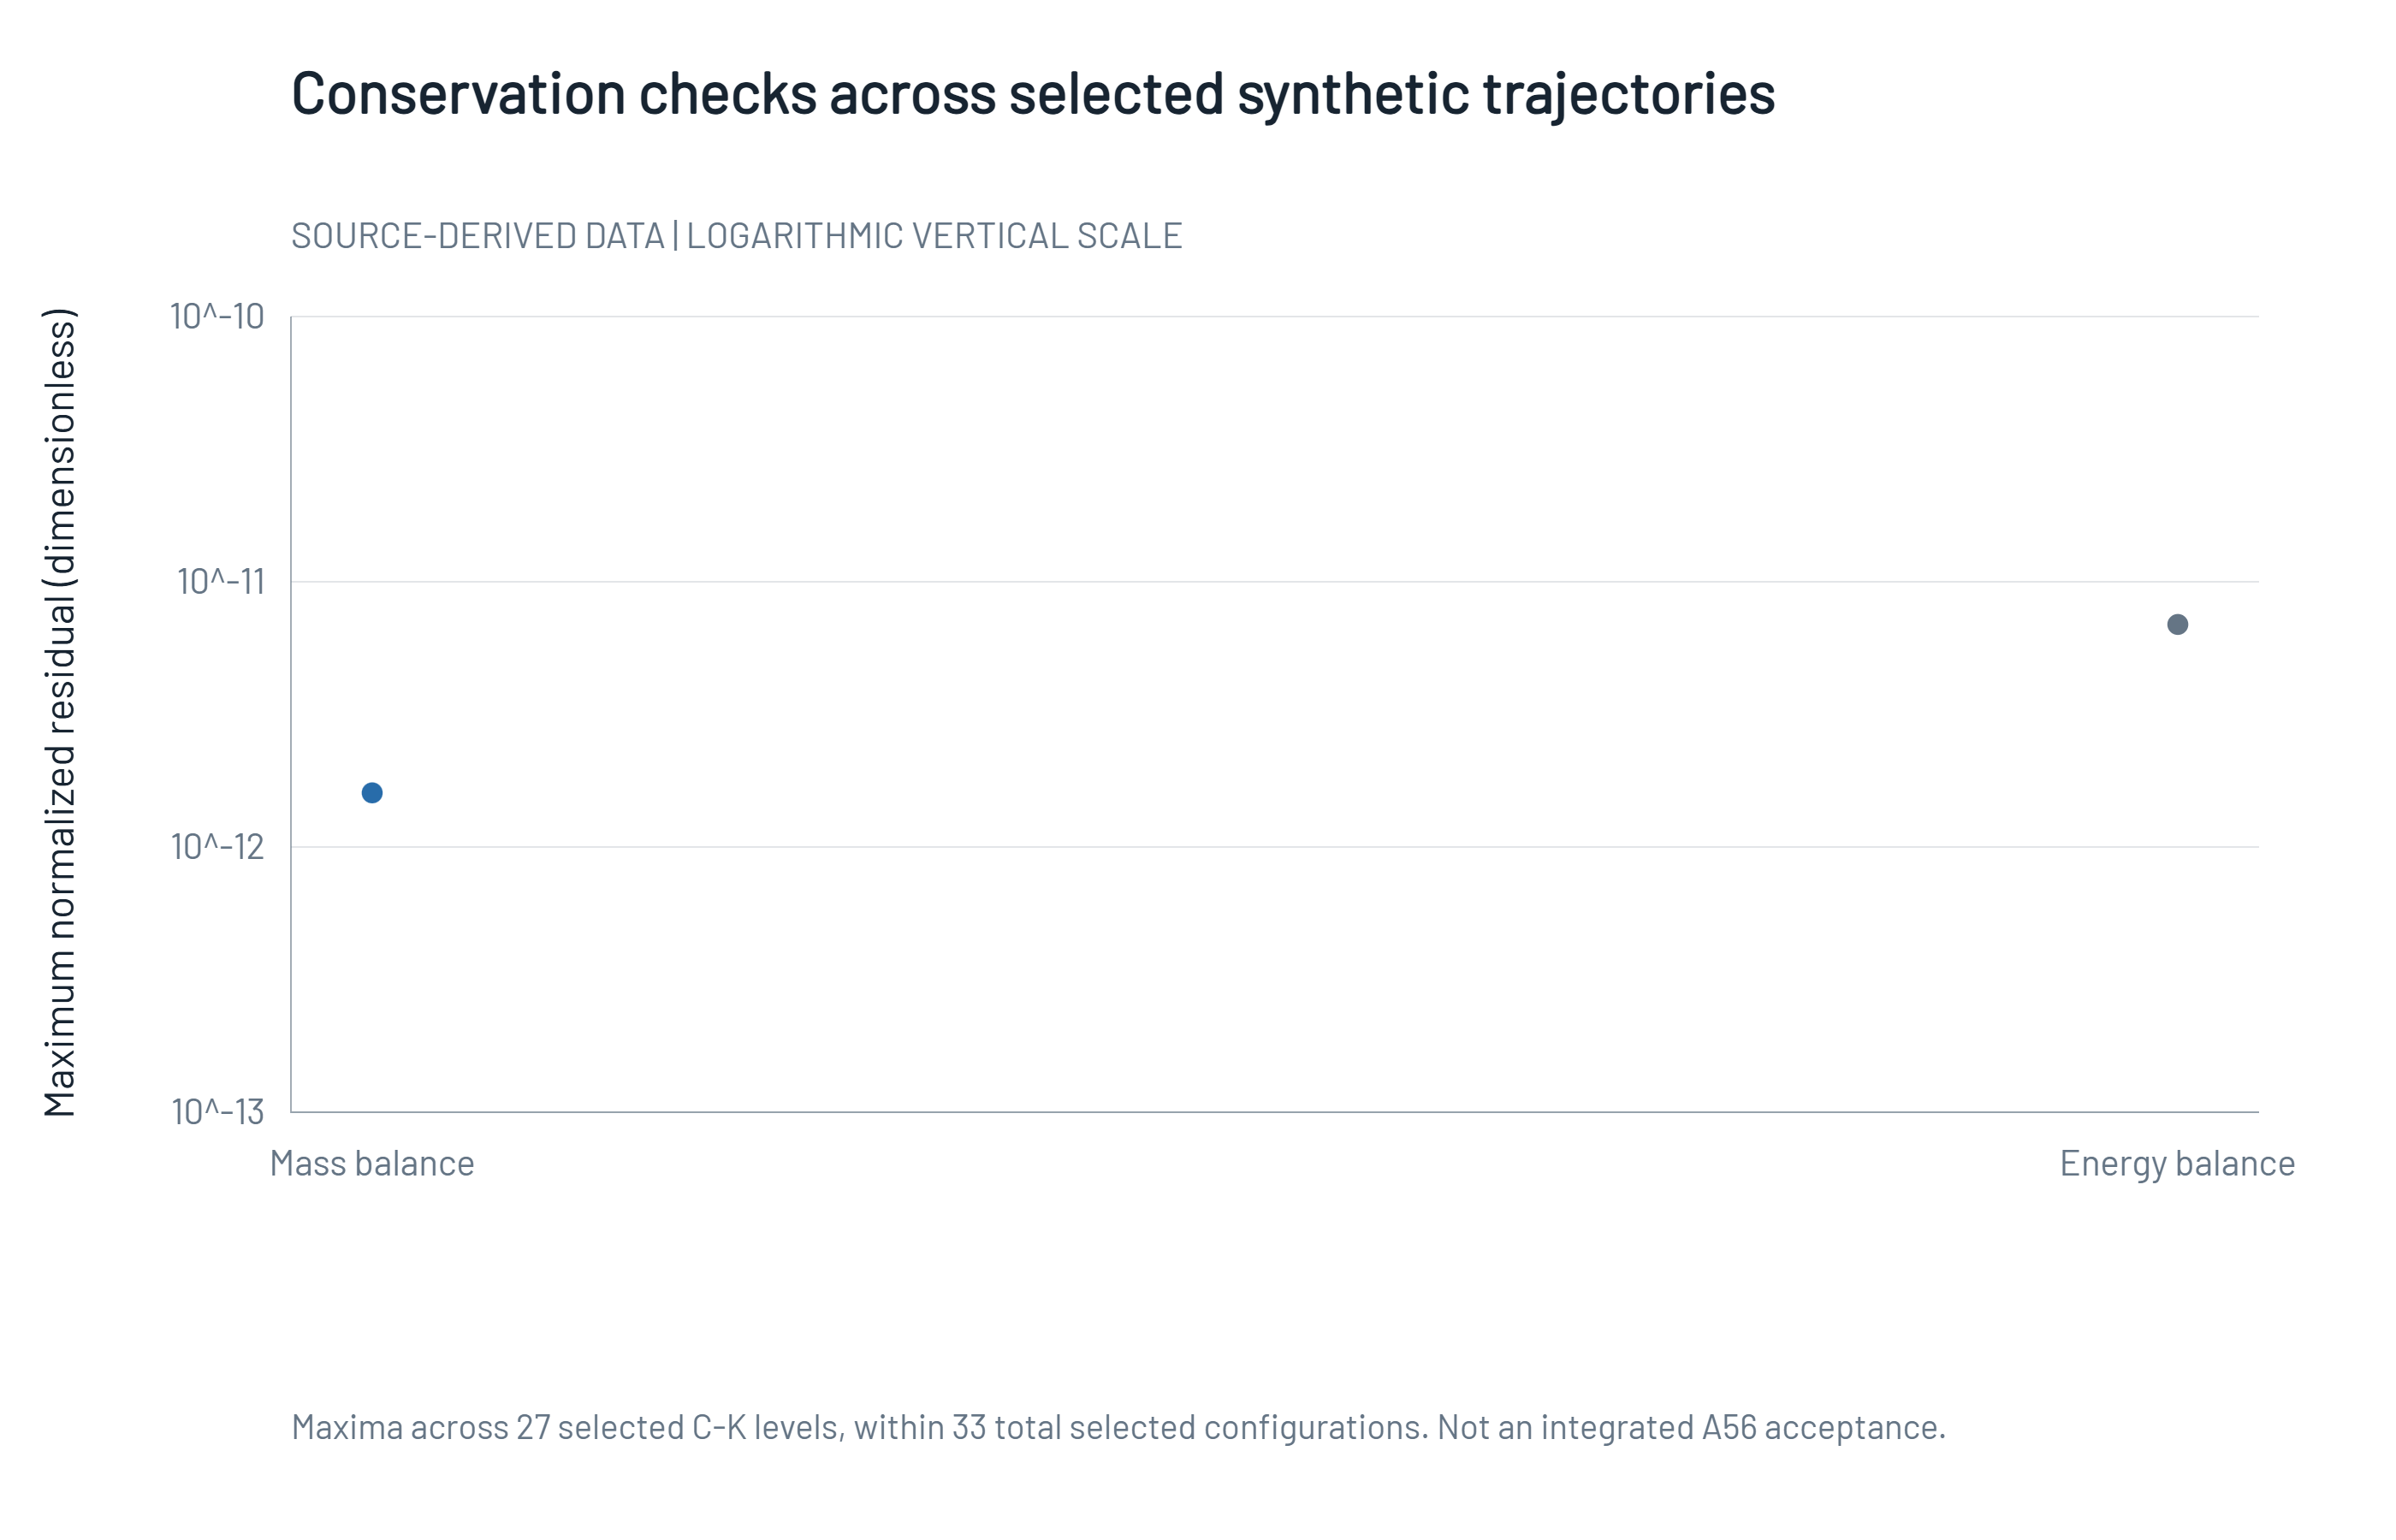 Conservation checks across selected synthetic trajectories
SOURCE-DERIVED DATA | LOGARITHMIC VERTICAL SCALE
Maximum normalized residual (dimensionless)
10^-10
10^-11
10^-12
10^-13
Mass balance
Energy balance
Maxima across 27 selected C-K levels, within 33 total selected configurations. Not an integrated A56 acceptance.